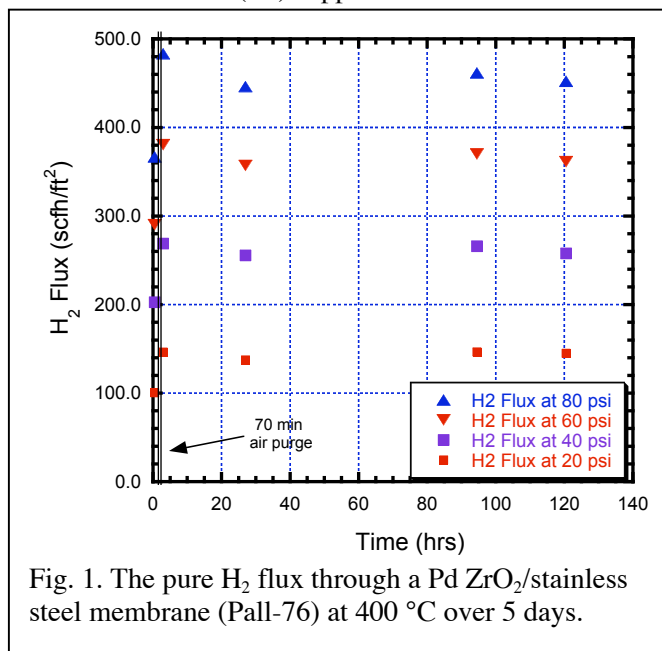 500.0
400.0
300.0
200.0
100.0
0.0
H2 Flux (scfh/ft²)
70 min
air purge
H2 Flux at 80 psi
H2 Flux at 60 psi
H2 Flux at 40 psi
H2 Flux at 20 psi
0 20 40 60 80 100 120 140
Time (hrs)
Fig. 1. The pure H₂ flux through a Pd ZrO₂/stainless
steel membrane (Pall-76) at 400 °C over 5 days.